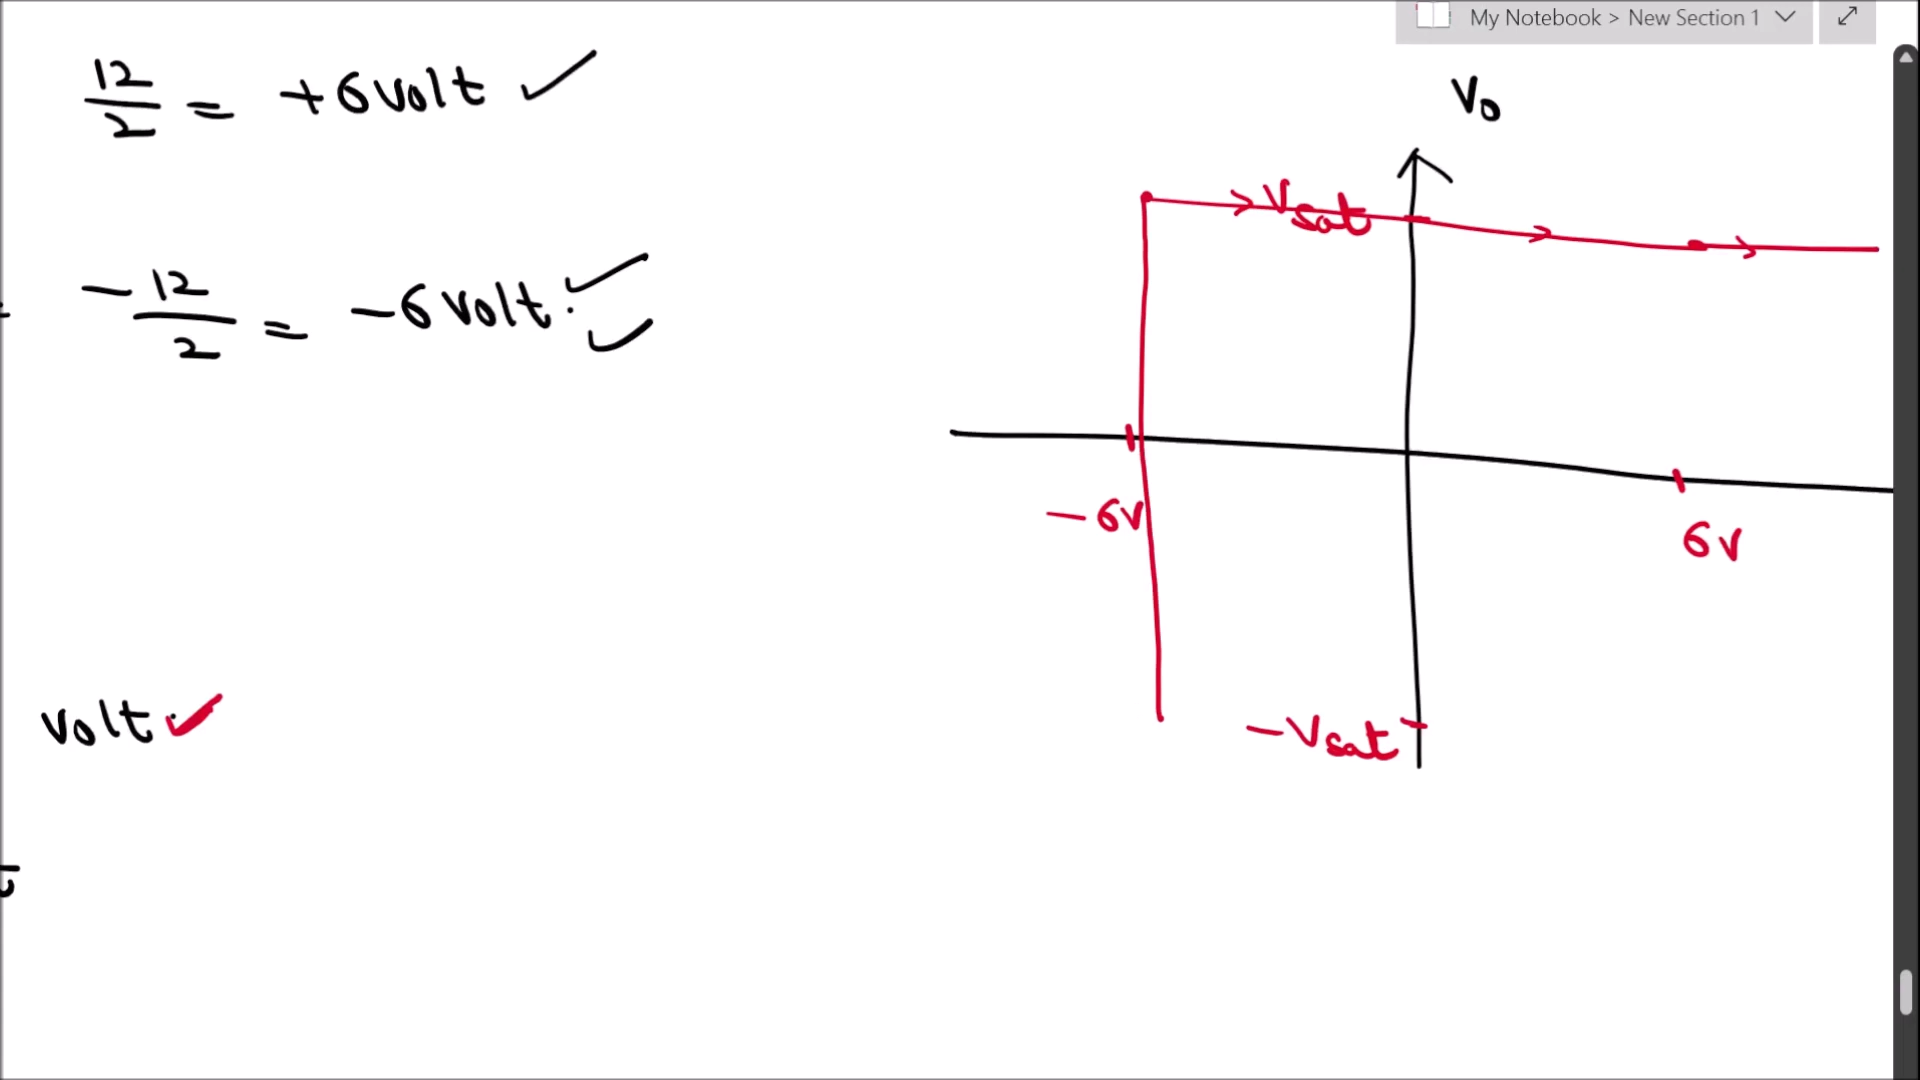 My Notebook > New Section 1
12/2 = +6 volt
-12/2 = -6 volt.
volt.
Vo
Vsat
-6V
6V
-Vsat